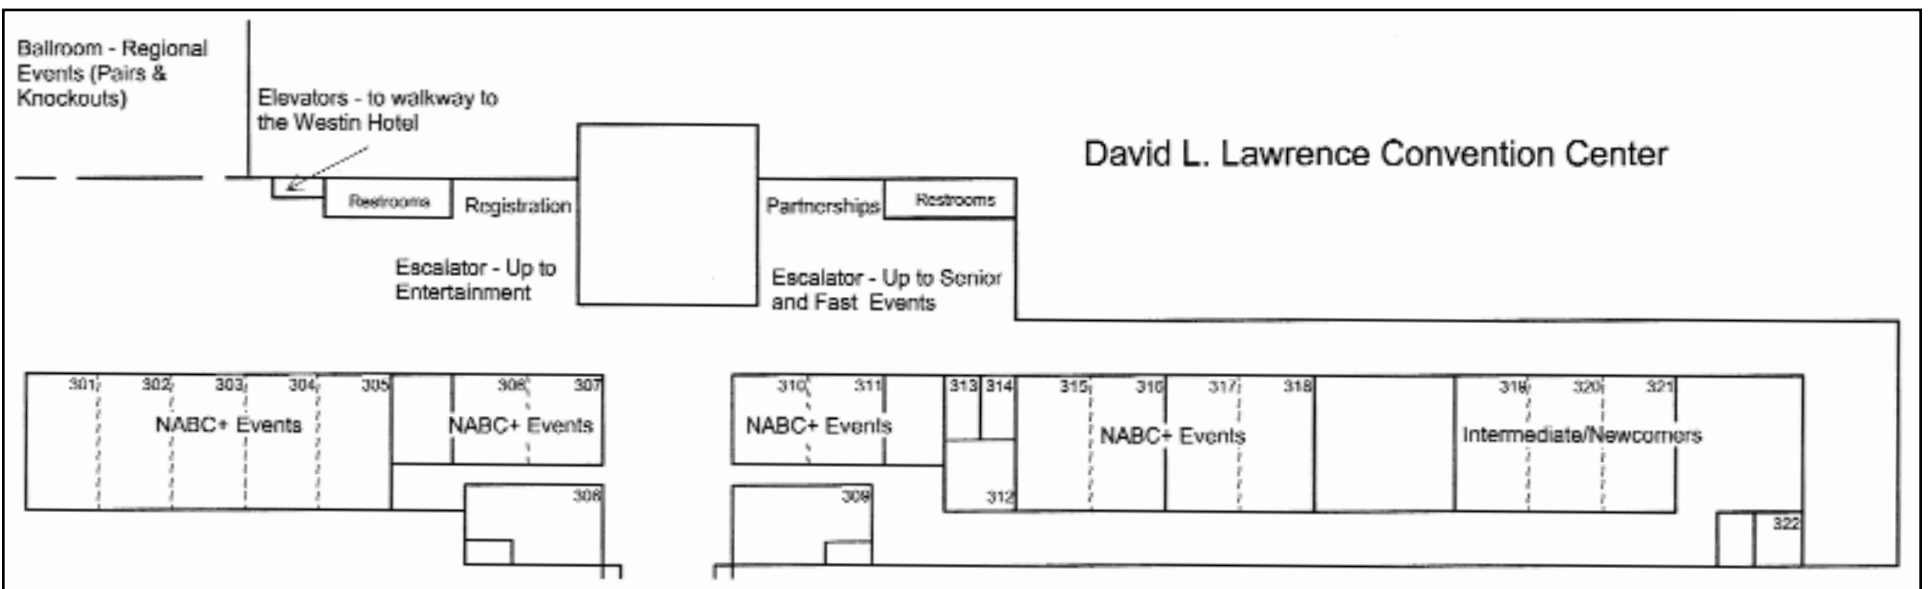 Ballroom - Regional
Events (Pairs &
Knockouts)
Elevators - to walkway to
the Westin Hotel
David L. Lawrence Convention Center
Restrooms
Registration
Partnerships
Restrooms
Escalator - Up to
Entertainment
Escalator - Up to Senior
and Fast Events
301
302
303
304
305
306
307
310
311
313
314
315
316
317
318
319
320
321
NABC+ Events
NABC+ Events
NABC+ Events
NABC+ Events
Intermediate/Newcomers
308
309
312
322